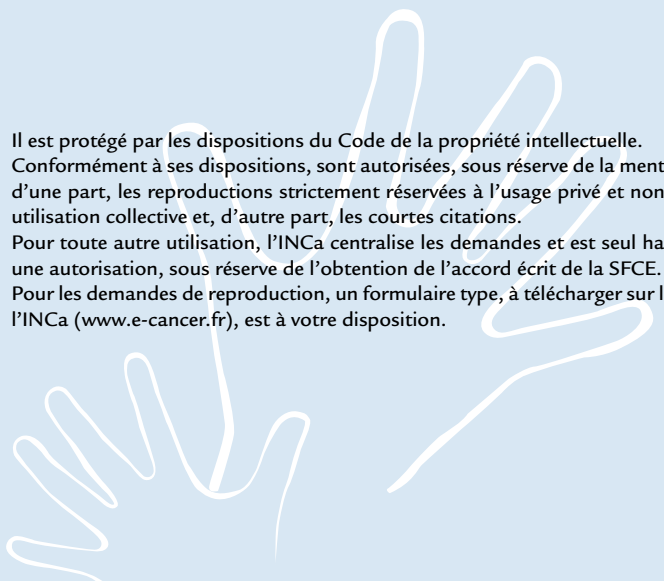 Il est protégé par les dispositions du Code de la propriété intellectuelle.
Conformément à ses dispositions, sont autorisées, sous réserve de la ment
d'une part, les reproductions strictement réservées à l'usage privé et non
utilisation collective et, d'autre part, les courtes citations.
Pour toute autre utilisation, l'INCa centralise les demandes et est seul ha
une autorisation, sous réserve de l'obtention de l'accord écrit de la SFCE.
Pour les demandes de reproduction, un formulaire type, à télécharger sur l
l'INCa (www.e-cancer.fr), est à votre disposition.